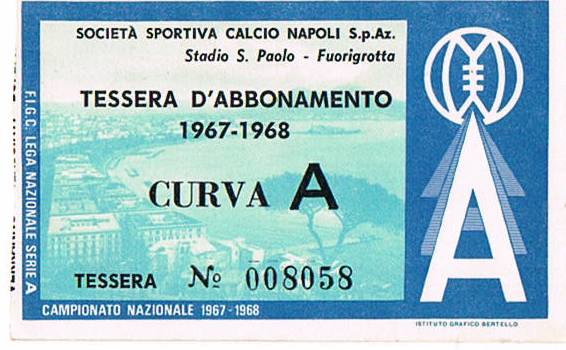 SOCIETÀ SPORTIVA CALCIO NAPOLI S.p.Az.
Stadio S. Paolo - Fuorigrotta
TESSERA D'ABBONAMENTO
1967-1968
CURVA A
TESSERA No 008058
CAMPIONATO NAZIONALE 1967-1968
F.I.G.C. LEGA NAZIONALE SERIE A
A
ISTITUTO GRAFICO BERTELLO